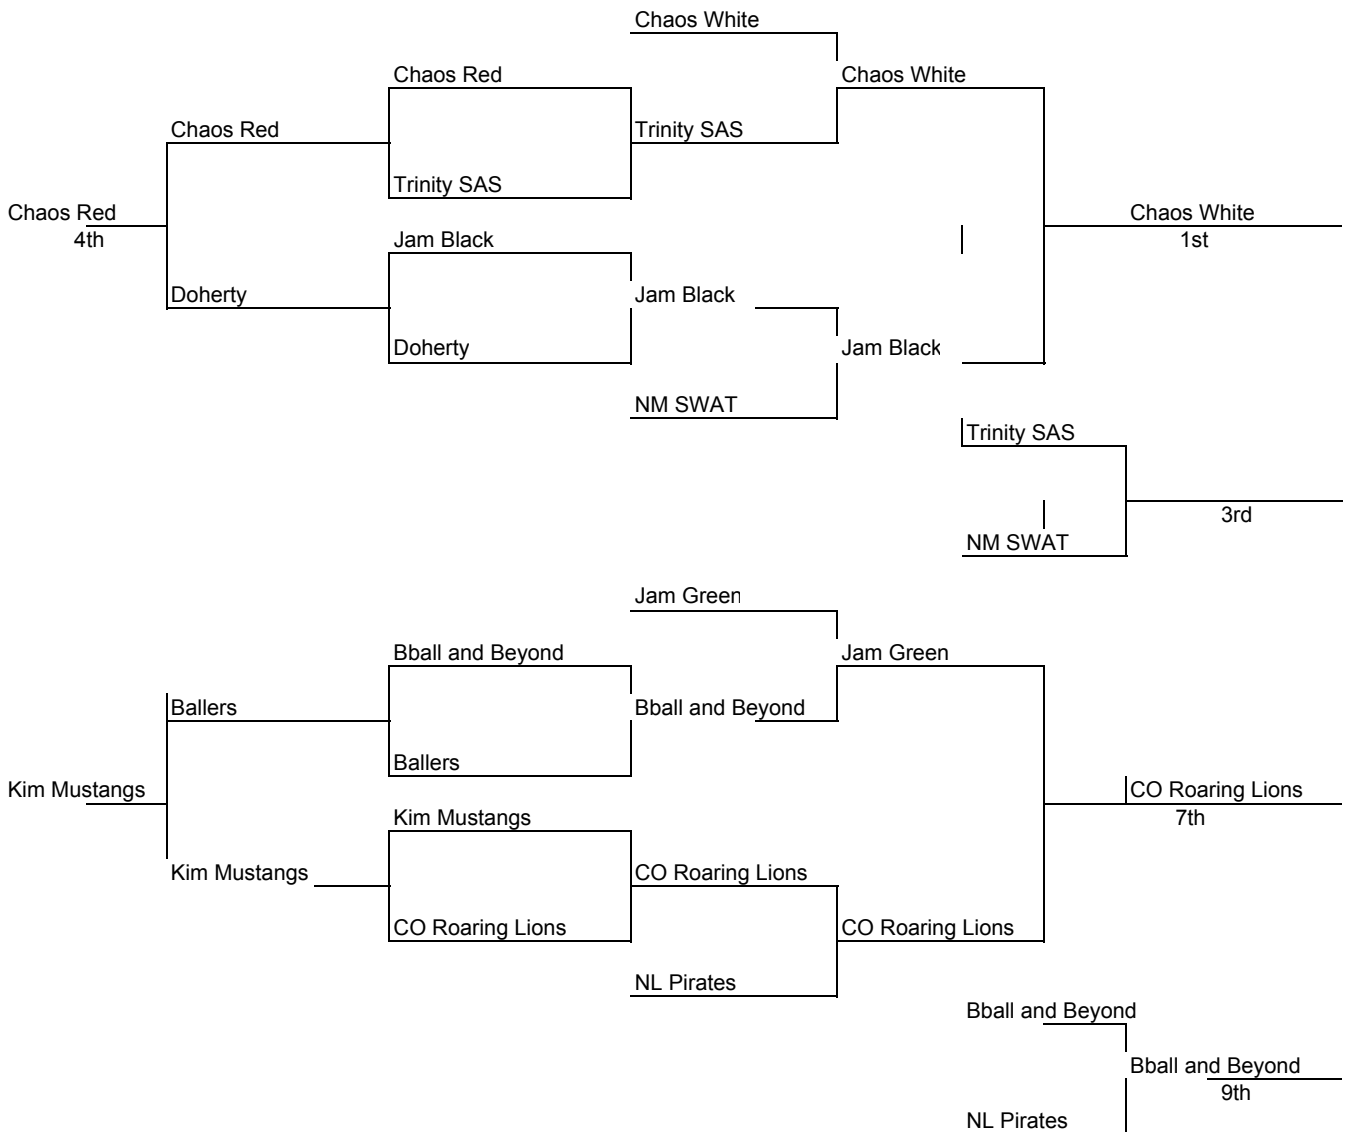 Chaos White
Chaos Red
Chaos White
Chaos Red
Trinity SAS
Trinity SAS
Chaos Red
Chaos White
4th
Jam Black
1st
Doherty
Jam Black
Doherty
Jam Black
NM SWAT
Trinity SAS
3rd
NM SWAT
Jam Green
Bball and Beyond
Jam Green
Ballers
Bball and Beyond
Ballers
Kim Mustangs
CO Roaring Lions
7th
Kim Mustangs
Kim Mustangs
CO Roaring Lions
CO Roaring Lions
CO Roaring Lions
NL Pirates
Bball and Beyond
Bball and Beyond
9th
NL Pirates